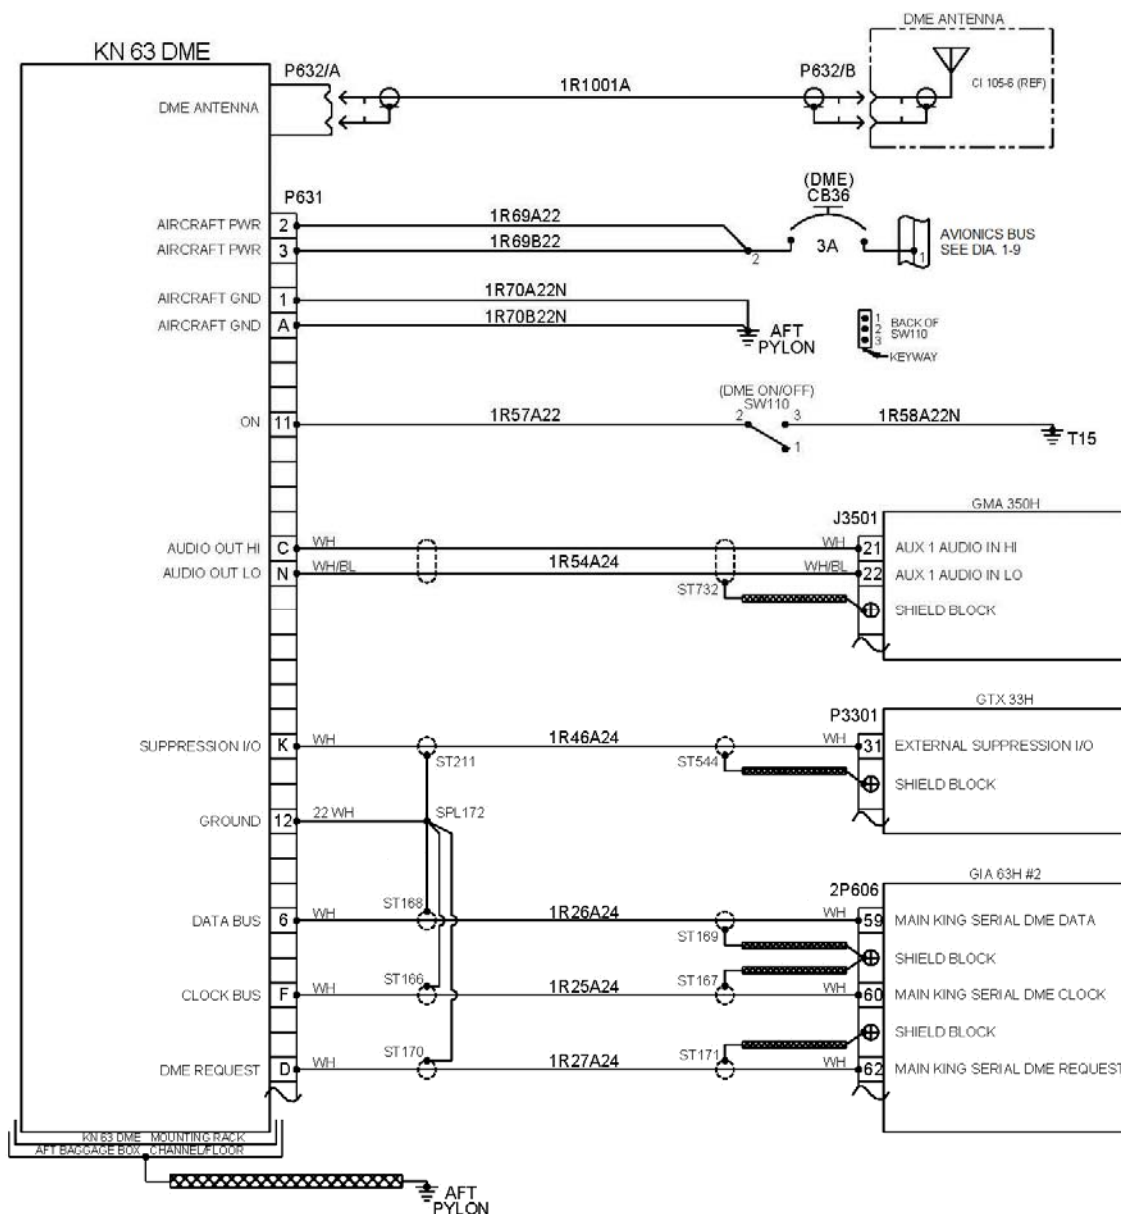 DME ANTENNA
KN 63 DME
P632/A
P632/B
1R1001A
CI 105-6 (REF)
DME ANTENNA
(DME)
CB36
P631
AIRCRAFT PWR 2 1R69A22
AIRCRAFT PWR 3 1R69B22
2
3A
1
AVIONICS BUS
SEE DIA. 1-9
AIRCRAFT GND 1 1R70A22N
AIRCRAFT GND A 1R70B22N
AFT
PYLON
1
2
3
BACK OF
SW110
KEYWAY
(DME ON/OFF)
SW110
ON 11 1R57A22 2 3 1R58A22N
1
T15
GMA 350H
J3501
AUDIO OUT HI C WH WH 21 AUX 1 AUDIO IN HI
AUDIO OUT LO N WH/BL 1R54A24 WH/BL 22 AUX 1 AUDIO IN LO
ST732
SHIELD BLOCK
GTX 33H
P3301
SUPPRESSION I/O K WH 1R46A24 WH 31 EXTERNAL SUPPRESSION I/O
ST211 ST544
SHIELD BLOCK
GROUND 12 22 WH SPL172
GIA 63H #2
2P606
ST168
DATA BUS 6 WH 1R26A24 WH 59 MAIN KING SERIAL DME DATA
ST169
SHIELD BLOCK
ST166 ST167
CLOCK BUS F WH 1R25A24 WH 60 MAIN KING SERIAL DME CLOCK
SHIELD BLOCK
ST170 ST171
DME REQUEST D WH 1R27A24 WH 62 MAIN KING SERIAL DME REQUEST
KN 63 DME MOUNTING RACK
AFT BAGGAGE BOX CHANNEL/FLOOR
AFT
PYLON